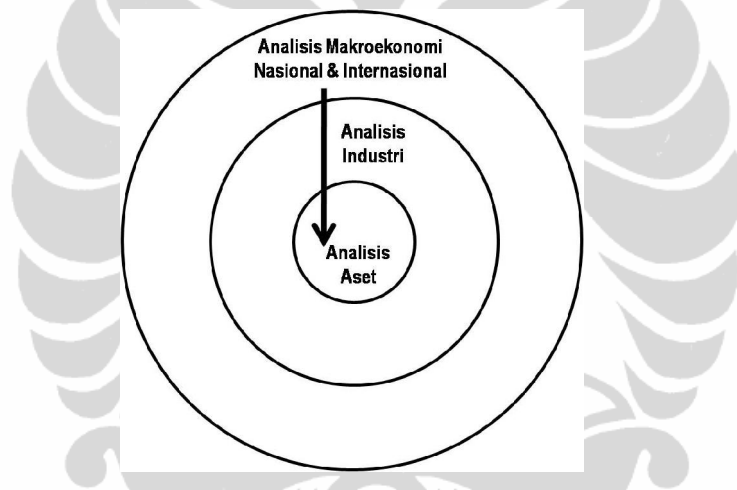 Analisis Makroekonomi
Nasional & Internasional
Analisis
Industri
Analisis
Aset